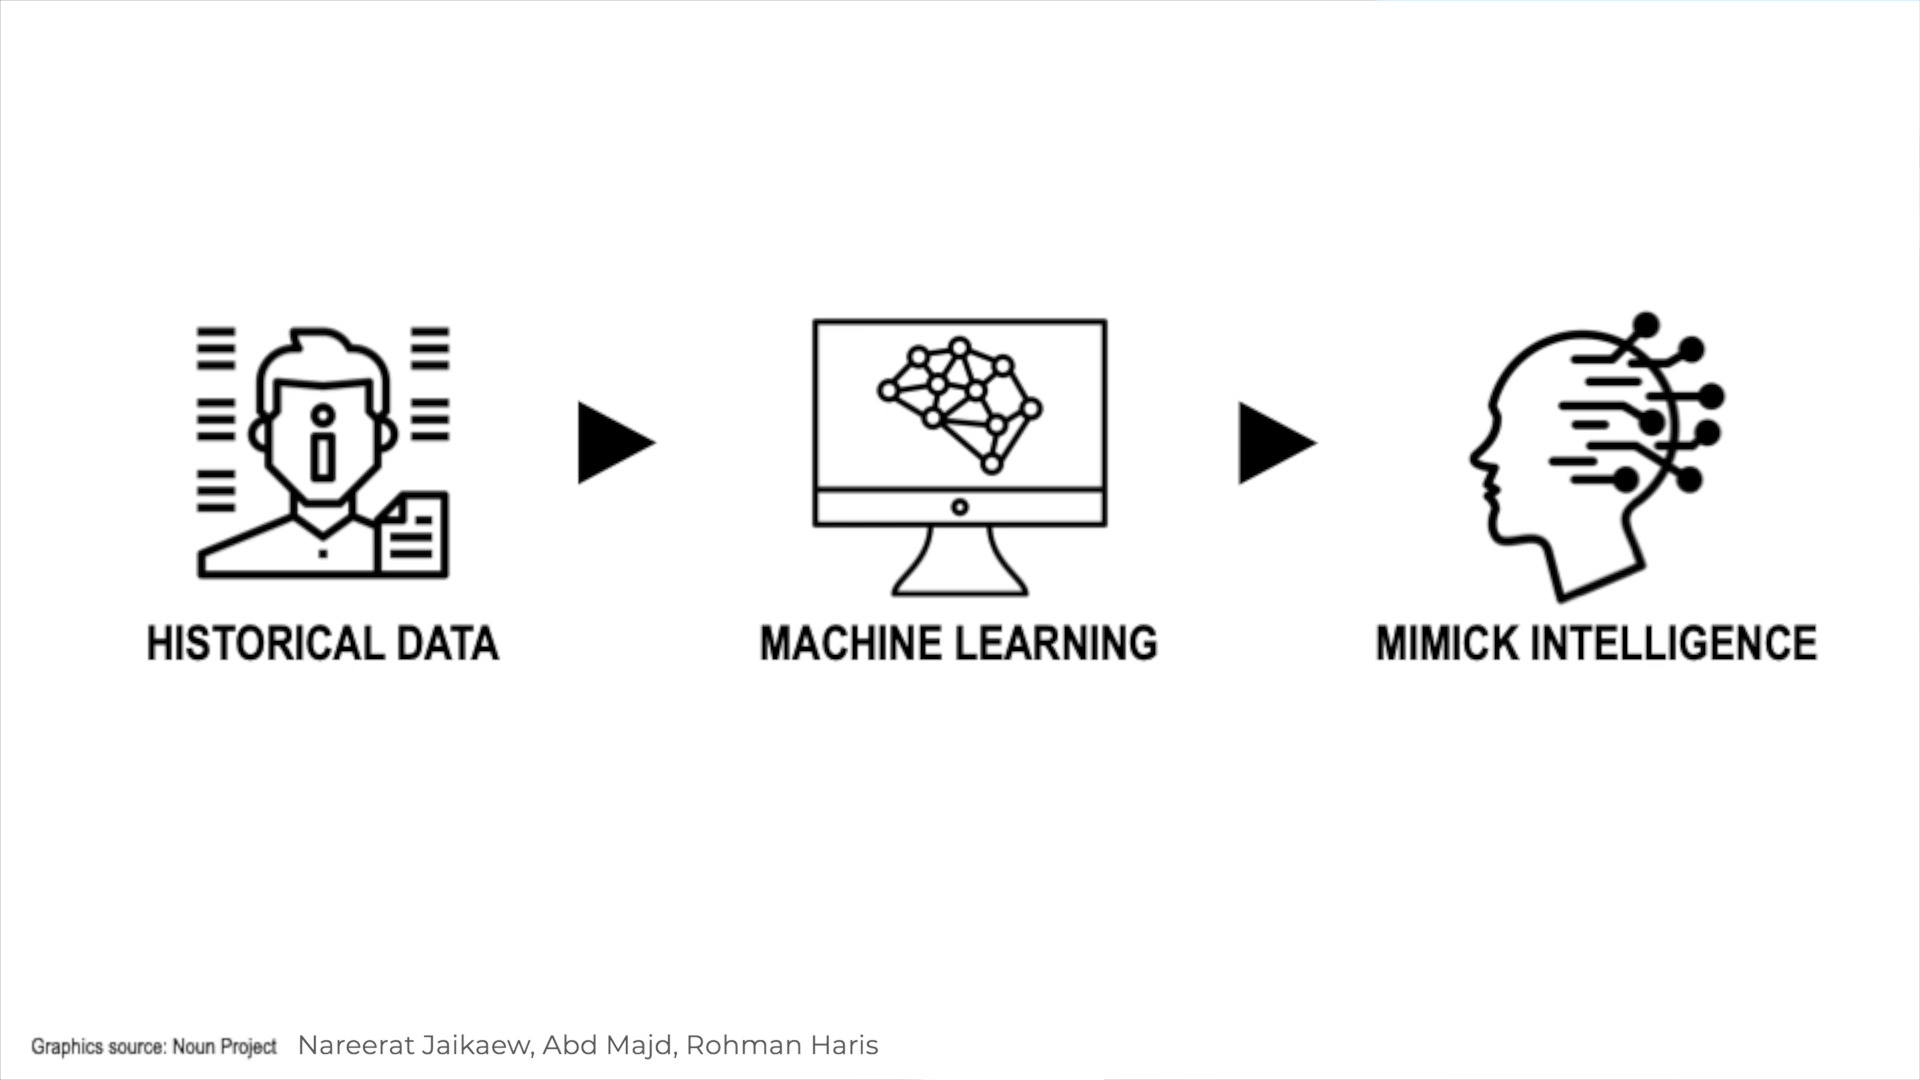 HISTORICAL DATA
MACHINE LEARNING
MIMICK INTELLIGENCE
Graphics source: Noun Project Nareerat Jaikaew, Abd Majd, Rohman Haris